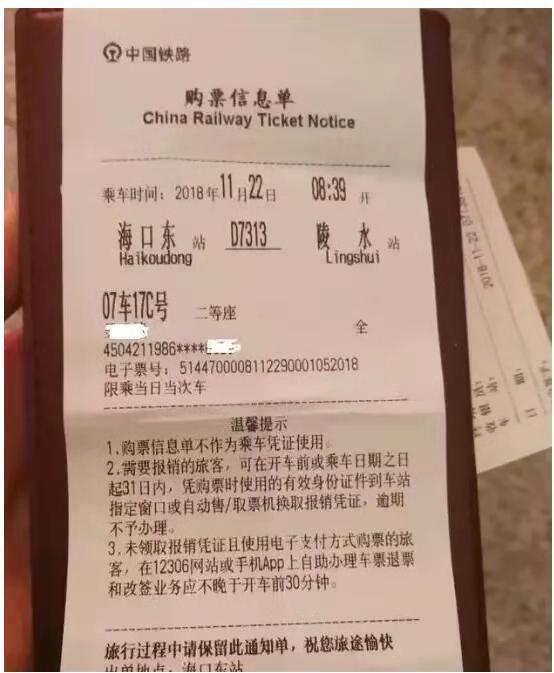 中国铁路
购票信息单
China Railway Ticket Notice
乘车时间：2018年11月22日 08:39开
海口东 站 D7313 陵水 站
Haikoudong Lingshui
07车17C号 二等座
全
4504211986****
电子票号：5144700008112290001052018
限乘当日当次车
温馨提示
1.购票信息单不作为乘车凭证使用。
2.需要报销的旅客，可在开车前或乘车日期之日
起31日内，凭购票时使用的有效身份证件到车站
指定窗口或自动售/取票机换取报销凭证，逾期
不予办理。
3.未领取报销凭证且使用电子支付方式购票的旅
客，在12306网站或手机App上自助办理车票退票
和改签业务应不晚于开车前30分钟。
旅行过程中请保留此通知单，祝您旅途愉快
出单地点：海口东站
2018-11-22